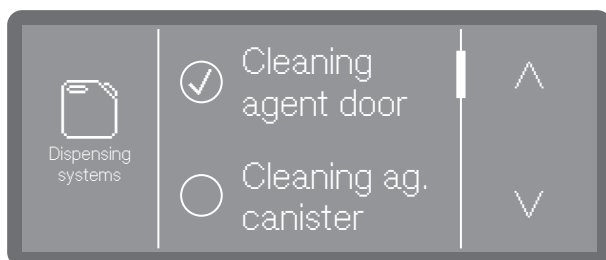 Dispensing
systems
Cleaning
agent door
Cleaning ag.
canister